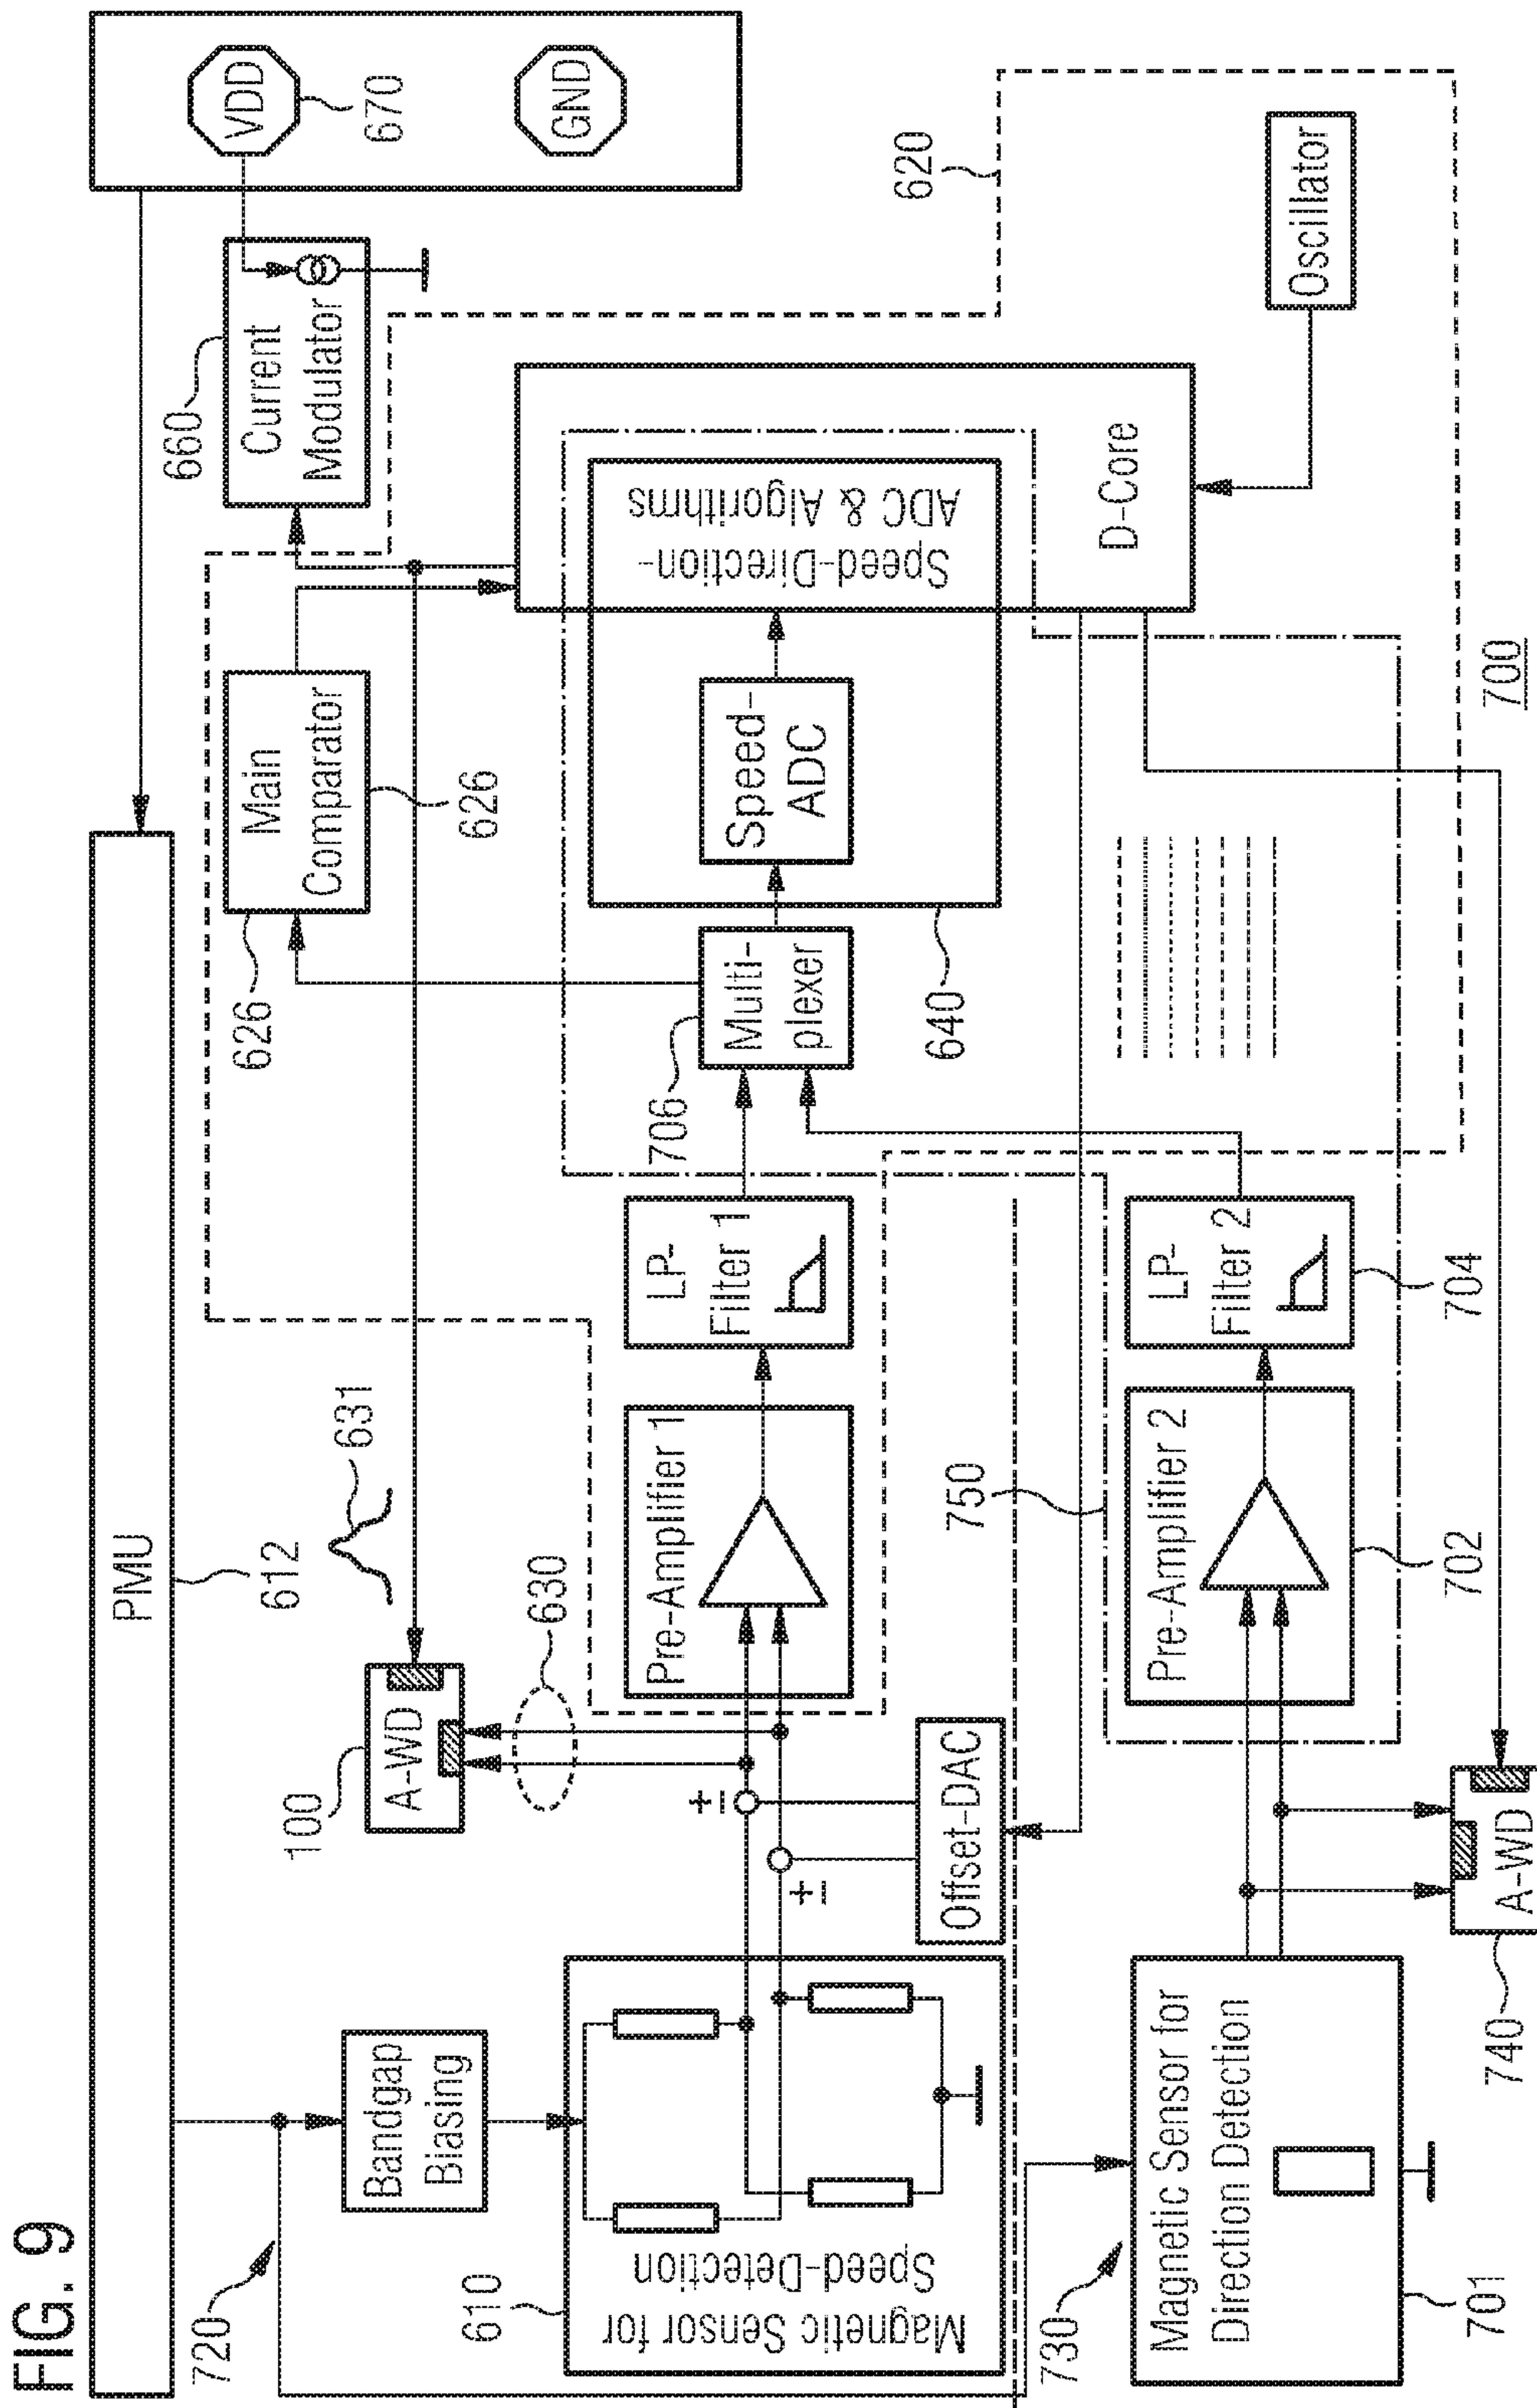 FIG. 9
PMU
612
720
Bandgap
Biasing
610
Magnetic Sensor for
Speed-Detection
100
A-WD
630
631
+
−
+
−
Offset-DAC
Pre-Amplifier 1
LP-
Filter 1
626
Main
Comparator
626
660
Current
Modulator
VDD
670
GND
620
706
Multi-
plexer
Speed-
ADC
640
Speed-Direction-
ADC & Algorithms
D-Core
Oscillator
730
Magnetic Sensor for
Direction Detection
701
740
A-WD
750
Pre-Amplifier 2
702
LP-
Filter 2
704
700